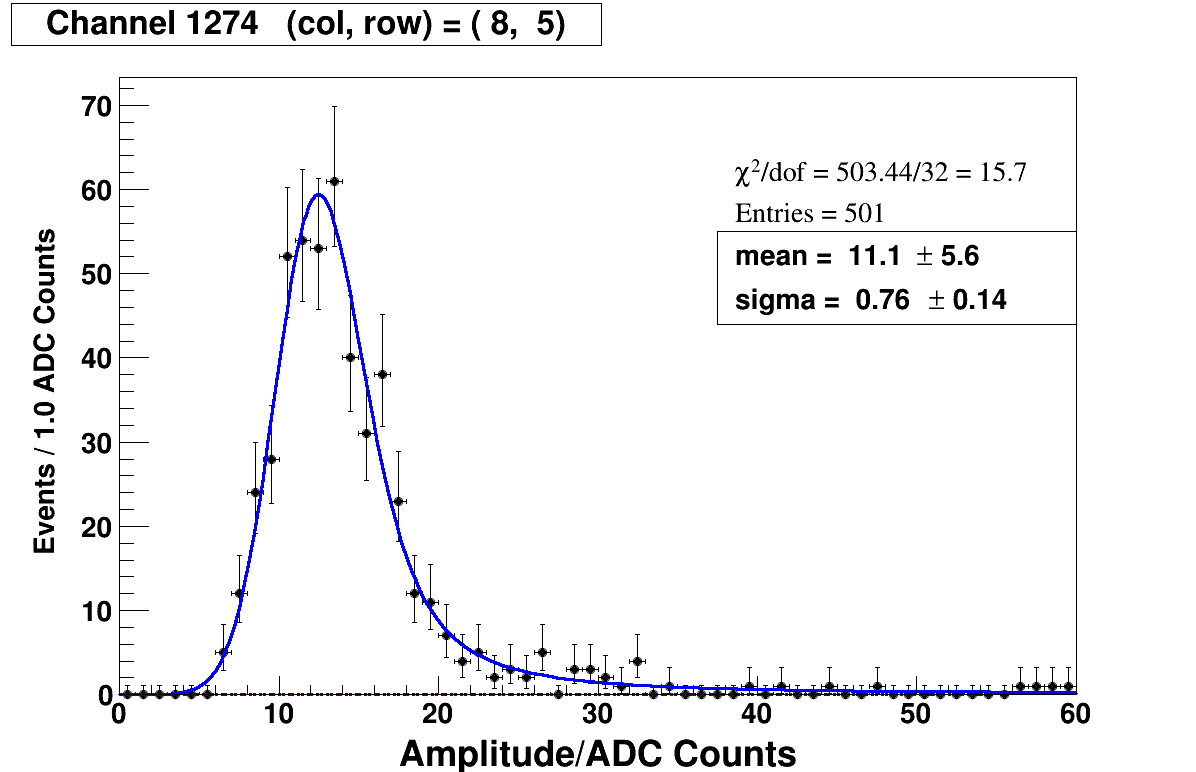 Channel 1274 (col, row) = ( 8, 5)
χ²/dof = 503.44/32 = 15.7
Entries = 501
mean = 11.1 ± 5.6
sigma = 0.76 ± 0.14
Events / 1.0 ADC Counts
70
60
50
40
30
20
10
0
0 10 20 30 40 50 60
Amplitude/ADC Counts